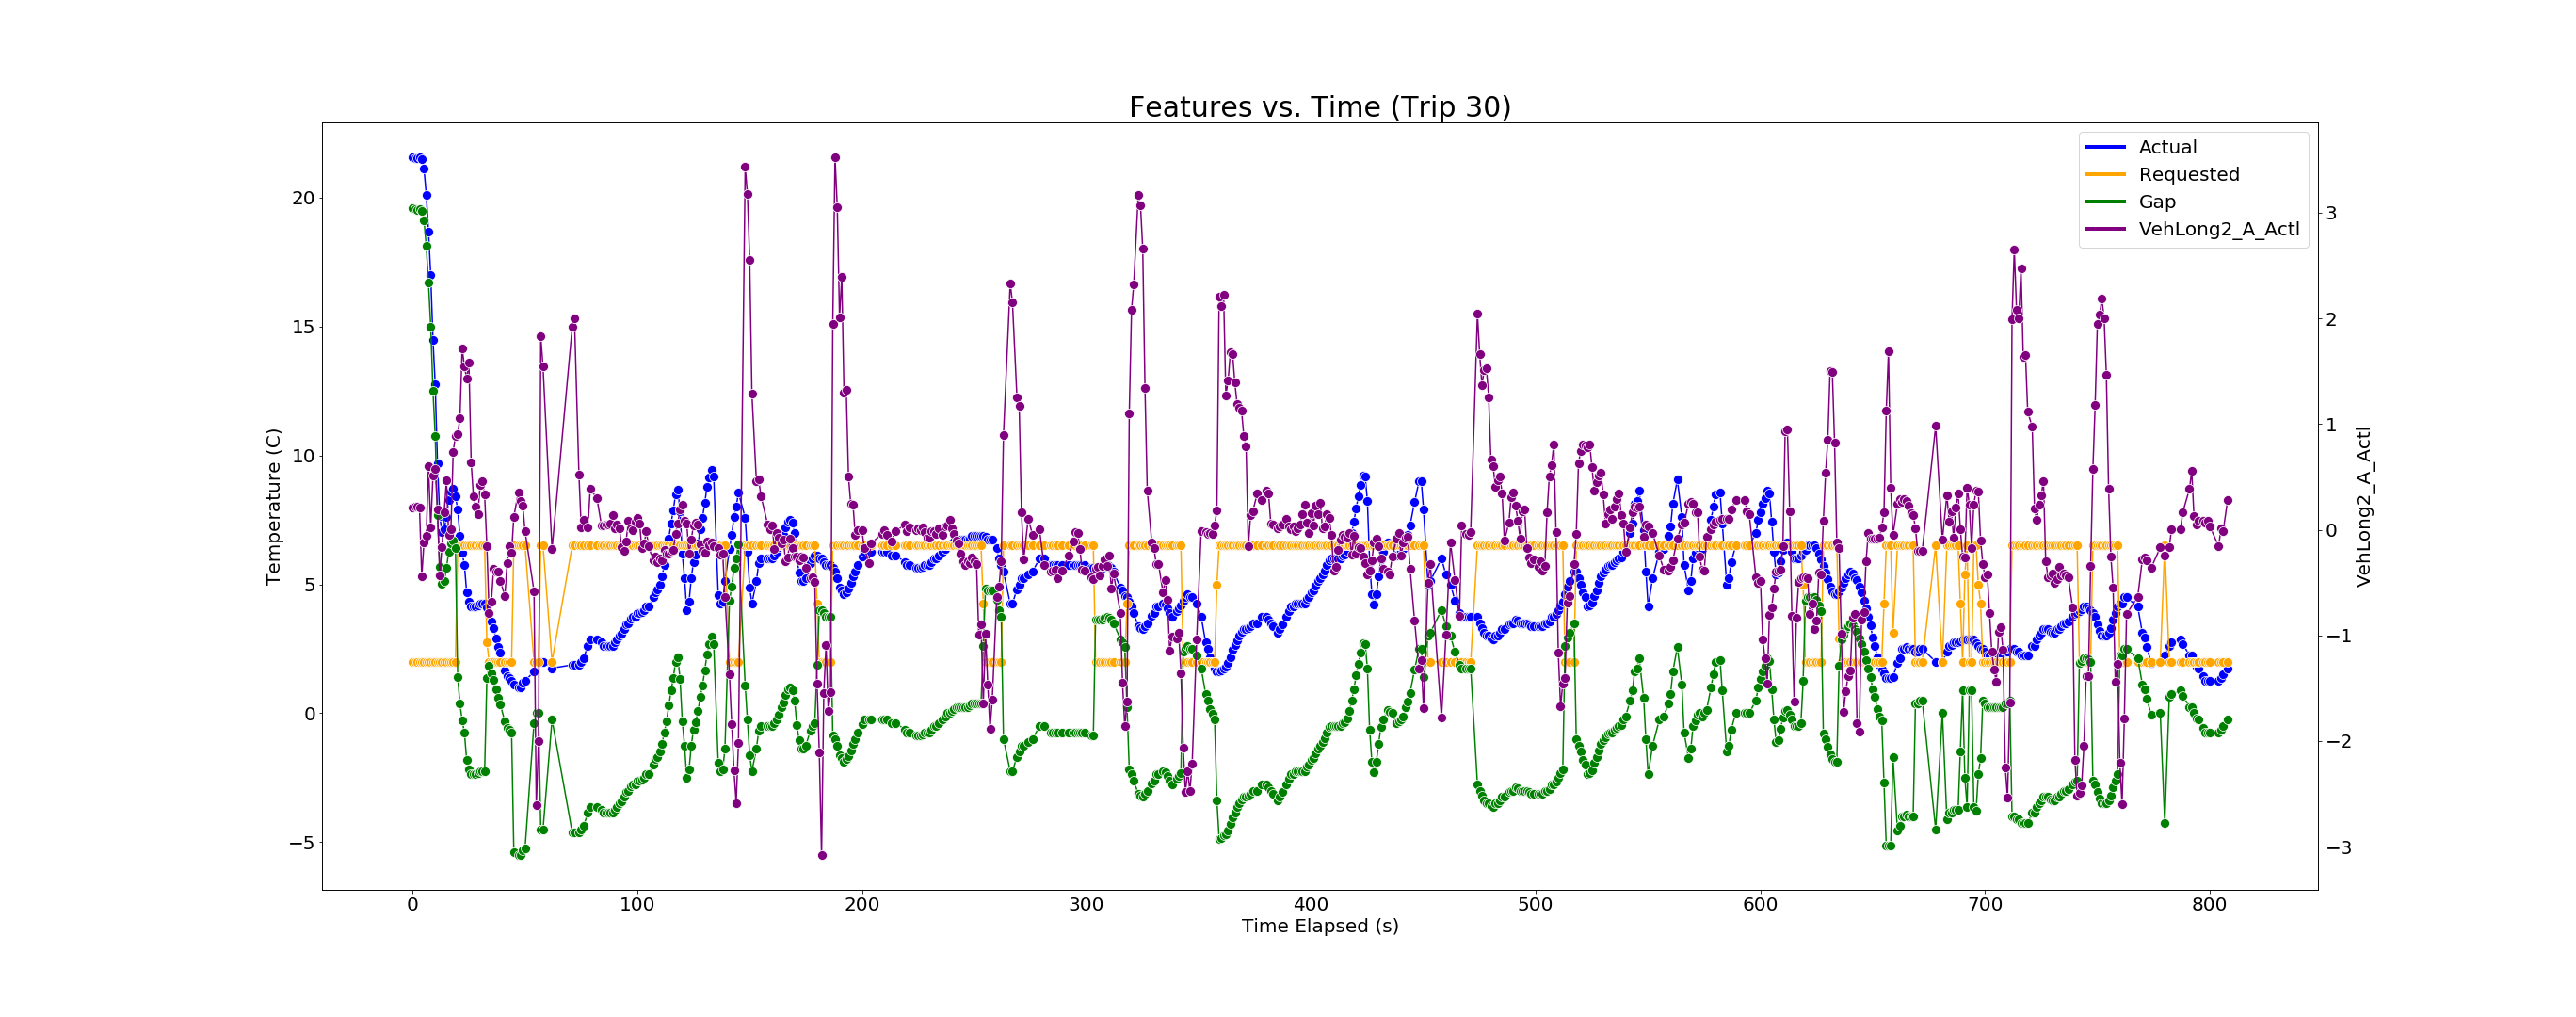 Features vs. Time (Trip 30)
Actual
Requested
Gap
VehLong2_A_Actl
Temperature (C)
20
15
10
5
0
−5
VehLong2_A_Actl
3
2
1
0
−1
−2
−3
0 100 200 300 400 500 600 700 800
Time Elapsed (s)